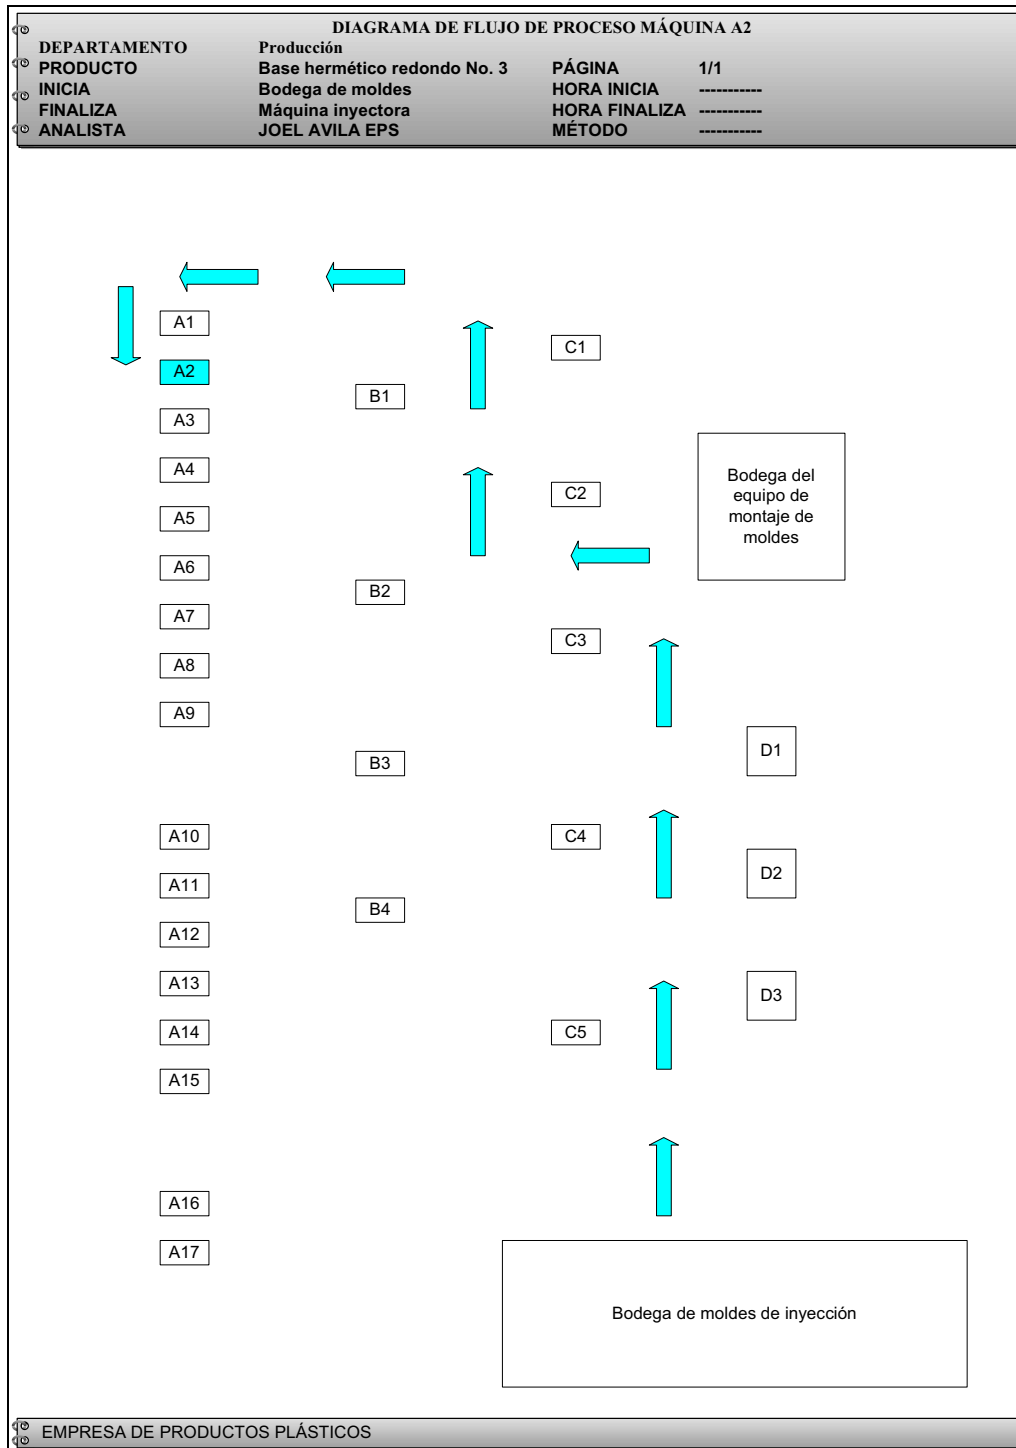 DIAGRAMA DE FLUJO DE PROCESO MÁQUINA A2
DEPARTAMENTO Producción
PRODUCTO Base hermético redondo No. 3 PÁGINA 1/1
INICIA Bodega de moldes HORA INICIA -----------
FINALIZA Máquina inyectora HORA FINALIZA -----------
ANALISTA JOEL AVILA EPS MÉTODO -----------
A1
C1
A2
B1
A3
A4
Bodega del
equipo de
montaje de
moldes
C2
A5
A6
B2
A7
C3
A8
A9
D1
B3
A10
C4
D2
A11
B4
A12
A13
D3
A14
C5
A15
A16
A17
Bodega de moldes de inyección
EMPRESA DE PRODUCTOS PLÁSTICOS